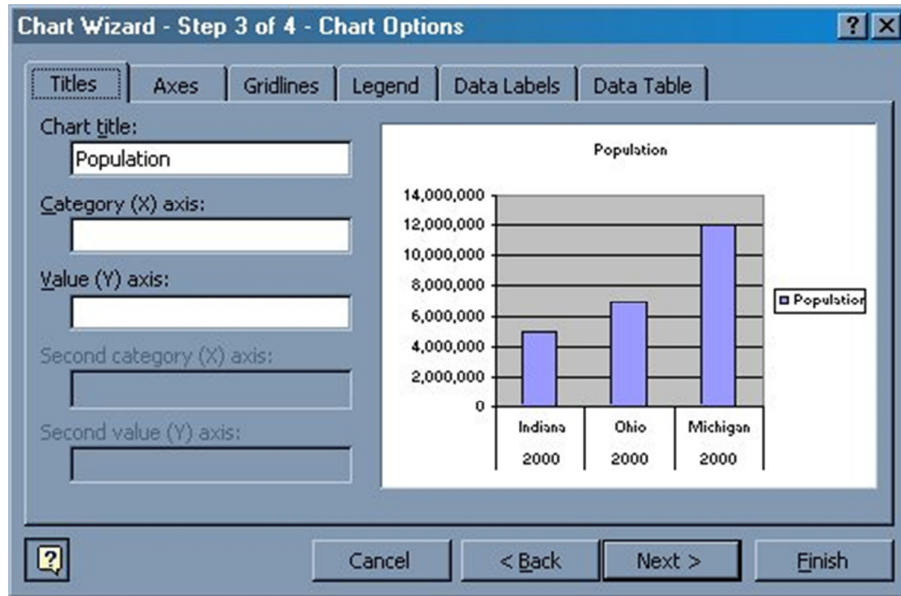 Chart Wizard - Step 3 of 4 - Chart Options
Titles Axes Gridlines Legend Data Labels Data Table
Chart title:
Population
Category (X) axis:
Value (Y) axis:
Second category (X) axis:
Second value (Y) axis:
Population
14,000,000
12,000,000
10,000,000
8,000,000
6,000,000
4,000,000
2,000,000
0
Indiana Ohio Michigan
2000 2000 2000
Population
Cancel < Back Next > Finish